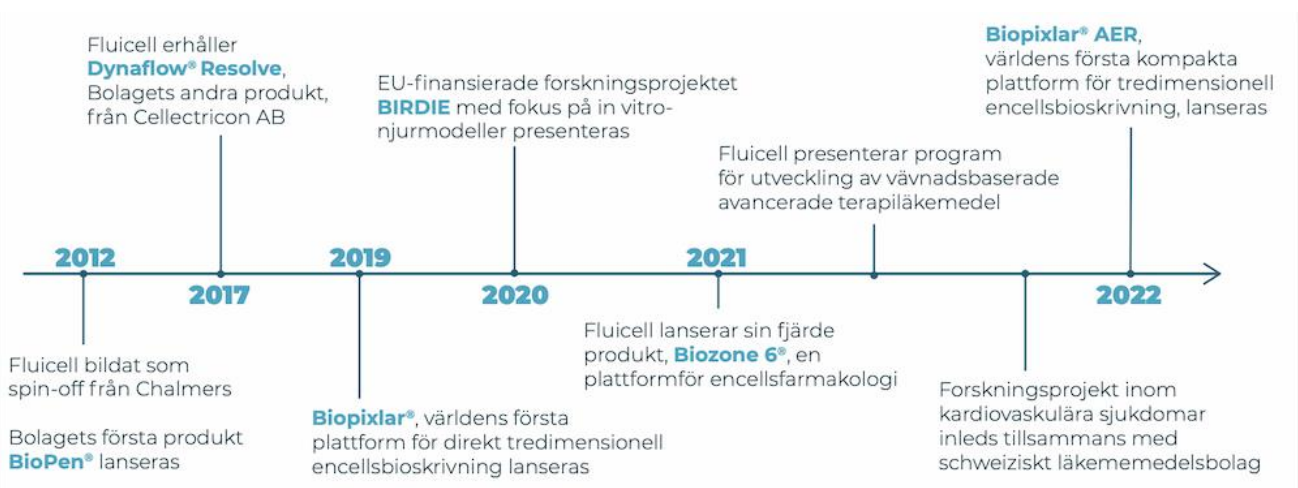 2012
Fluicell bildat som
spin-off från Chalmers
Bolagets första produkt
BioPen® lanseras
Fluicell erhåller
Dynaflow® Resolve,
Bolagets andra produkt,
från Cellectricon AB
2017
2019
Biopixlar®, världens första
plattform för direkt tredimensionell
encellsbioskrivning lanseras
EU-finansierade forskningsprojektet
BIRDIE med fokus på in vitro-
njurmodeller presenteras
2020
2021
Fluicell lanserar sin fjärde
produkt, Biozone 6®, en
plattformför encellsfarmakologi
Fluicell presenterar program
för utveckling av vävnadsbaserade
avancerade terapiläkemedel
Forskningsprojekt inom
kardiovaskulära sjukdomar
inleds tillsammans med
schweiziskt läkememedelsbolag
Biopixlar® AER,
världens första kompakta
plattform för tredimensionell
encellsbioskrivning, lanseras
2022